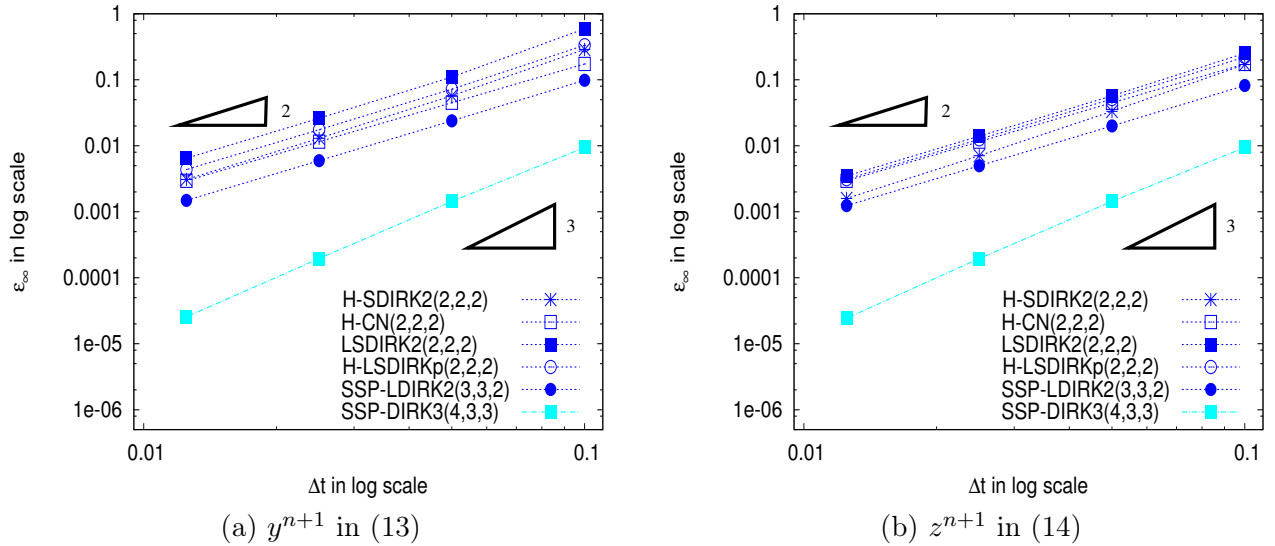 1
0.1
0.01
0.001
0.0001
1e-05
1e-06
ε∞ in log scale
2
3
H-SDIRK2(2,2,2)
H-CN(2,2,2)
LSDIRK2(2,2,2)
H-LSDIRKp(2,2,2)
SSP-LDIRK2(3,3,2)
SSP-DIRK3(4,3,3)
0.01
0.1
Δt in log scale
(a) yⁿ⁺¹ in (13)
1
0.1
0.01
0.001
0.0001
1e-05
1e-06
ε∞ in log scale
2
3
H-SDIRK2(2,2,2)
H-CN(2,2,2)
LSDIRK2(2,2,2)
H-LSDIRKp(2,2,2)
SSP-LDIRK2(3,3,2)
SSP-DIRK3(4,3,3)
0.01
0.1
Δt in log scale
(b) zⁿ⁺¹ in (14)